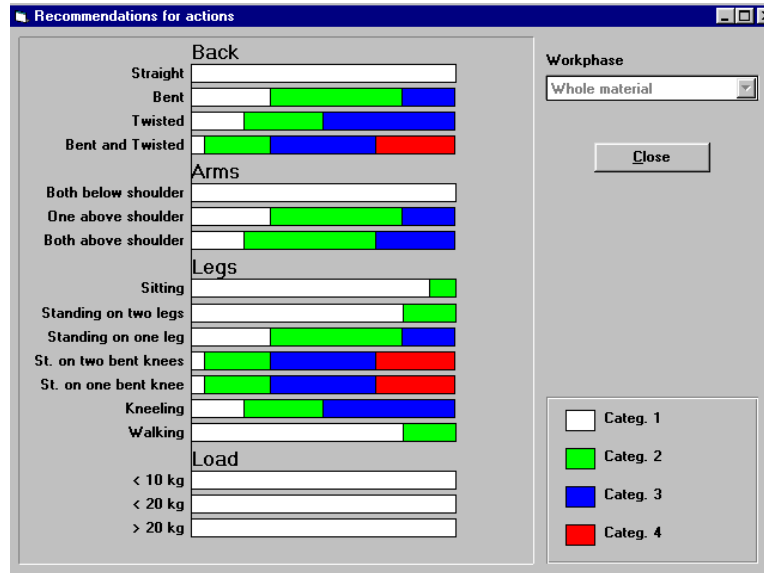 Recommendations for actions
Back
Straight
Bent
Twisted
Bent and Twisted
Arms
Both below shoulder
One above shoulder
Both above shoulder
Legs
Sitting
Standing on two legs
Standing on one leg
St. on two bent knees
St. on one bent knee
Kneeling
Walking
Load
< 10 kg
< 20 kg
> 20 kg
Workphase
Whole material
Close
Categ. 1
Categ. 2
Categ. 3
Categ. 4